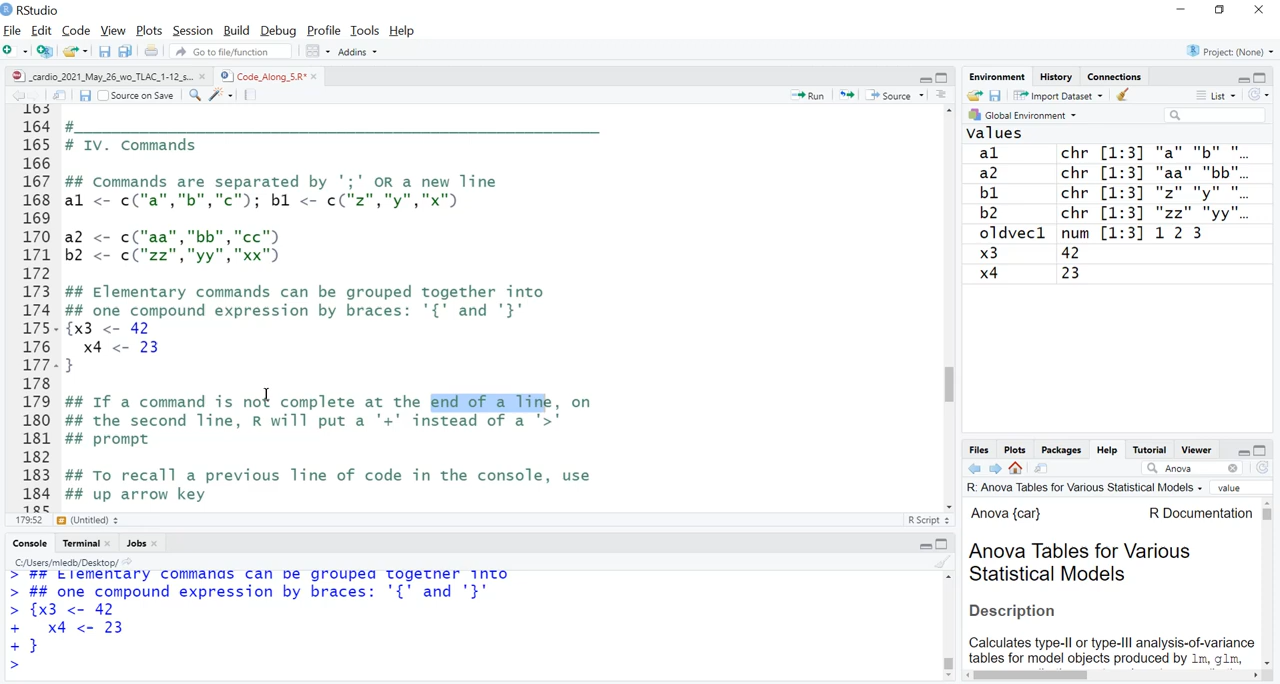 RStudio
File Edit Code View Plots Session Build Debug Profile Tools Help
Go to file/function Addins Project: (None)
_cardio_2021_May_26_wo_TLAC_1-12_s... Code_Along_5.R*
Source on Save Run Source
163
164 #
165 # IV. Commands
166
167 ## Commands are separated by ';' OR a new line
168 a1 <- c("a","b","c"); b1 <- c("z","y","x")
169
170 a2 <- c("aa","bb","cc")
171 b2 <- c("zz","yy","xx")
172
173 ## Elementary commands can be grouped together into
174 ## one compound expression by braces: '{' and '}'
175 {x3 <- 42
176 x4 <- 23
177 }
178
179 ## If a command is not complete at the end of a line, on
180 ## the second line, R will put a '+' instead of a '>'
181 ## prompt
182
183 ## To recall a previous line of code in the console, use
184 ## up arrow key
185
179:52 (Untitled) R Script
Console Terminal Jobs
C:/Users/mledb/Desktop/
> ## Elementary commands can be grouped together into
> ## one compound expression by braces: '{' and '}'
> {x3 <- 42
+ x4 <- 23
+ }
>
Environment History Connections
Import Dataset List
Global Environment
Values
a1 chr [1:3] "a" "b" "...
a2 chr [1:3] "aa" "bb"...
b1 chr [1:3] "z" "y" "...
b2 chr [1:3] "zz" "yy"...
oldvec1 num [1:3] 1 2 3
x3 42
x4 23
Files Plots Packages Help Tutorial Viewer
Anova
R: Anova Tables for Various Statistical Models value
Anova {car} R Documentation
Anova Tables for Various
Statistical Models
Description
Calculates type-II or type-III analysis-of-variance
tables for model objects produced by lm, glm,